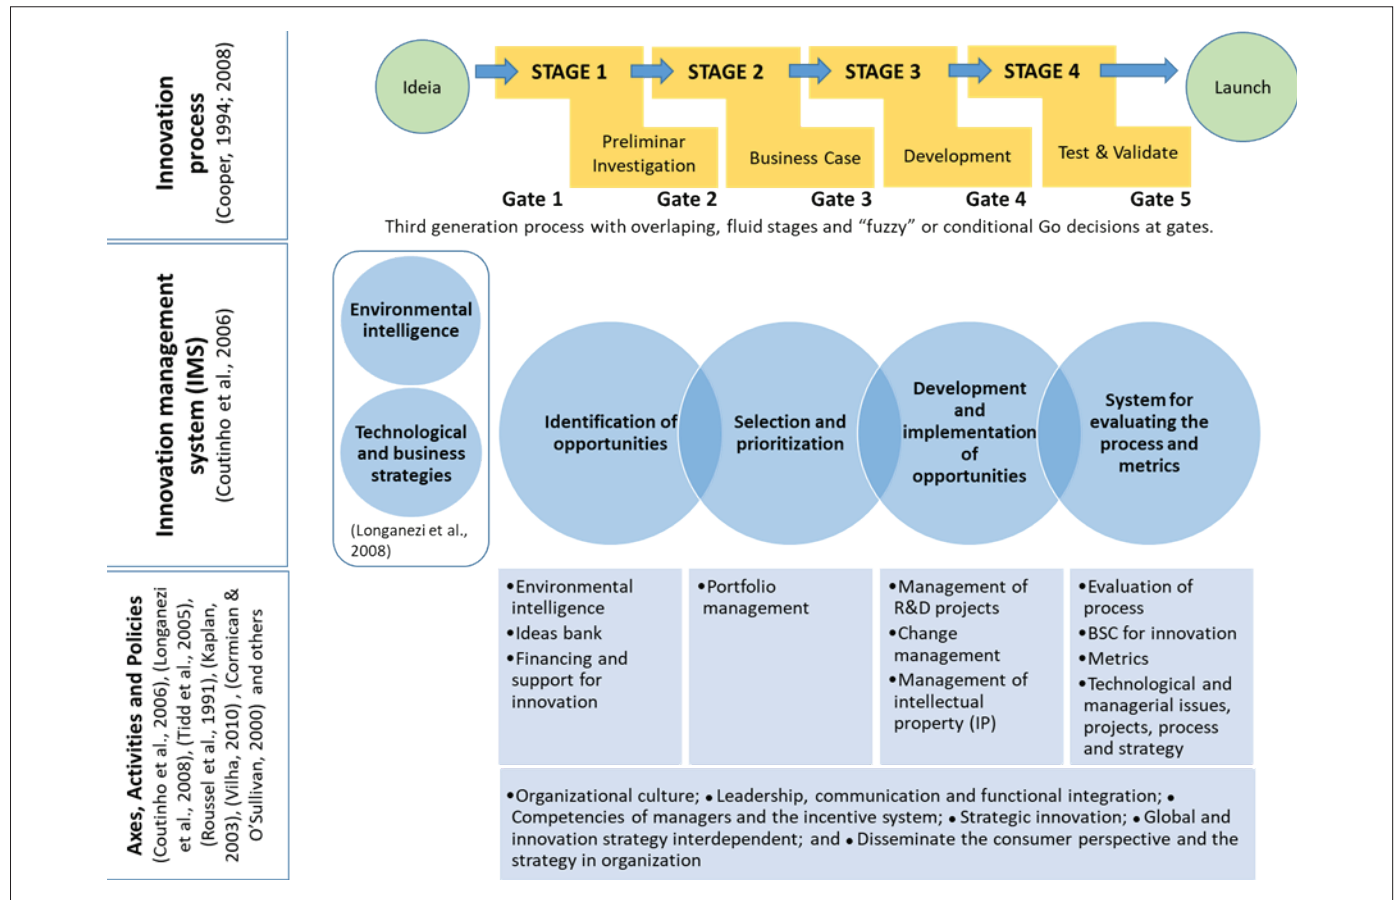 Innovation
process
(Cooper, 1994; 2008)
Ideia
STAGE 1
STAGE 2
STAGE 3
STAGE 4
Launch
Preliminar
Investigation
Business Case
Development
Test & Validate
Gate 1
Gate 2
Gate 3
Gate 4
Gate 5
Third generation process with overlaping, fluid stages and “fuzzy” or conditional Go decisions at gates.
Innovation management
system (IMS)
(Coutinho et al., 2006)
Environmental
intelligence
Technological
and business
strategies
(Longanezi et al.,
2008)
Identification of
opportunities
Selection and
prioritization
Development
and
implementation
of
opportunities
System for
evaluating the
process and
metrics
Axes, Activities and Policies
(Coutinho et al., 2006), (Longanezi
et al., 2008), (Tidd et al., 2005),
(Roussel et al., 1991), (Kaplan,
2003), (Vilha, 2010) , (Cormican &
O’Sullivan, 2000) and others
•Environmental
intelligence
•Ideas bank
•Financing and
support for
innovation
•Portfolio
management
•Management of
R&D projects
•Change
management
•Management of
intellectual
property (IP)
•Evaluation of
process
•BSC for innovation
•Metrics
•Technological and
managerial issues,
projects, process
and strategy
•Organizational culture; • Leadership, communication and functional integration; •
Competencies of managers and the incentive system; • Strategic innovation; • Global and
innovation strategy interdependent; and • Disseminate the consumer perspective and the
strategy in organization